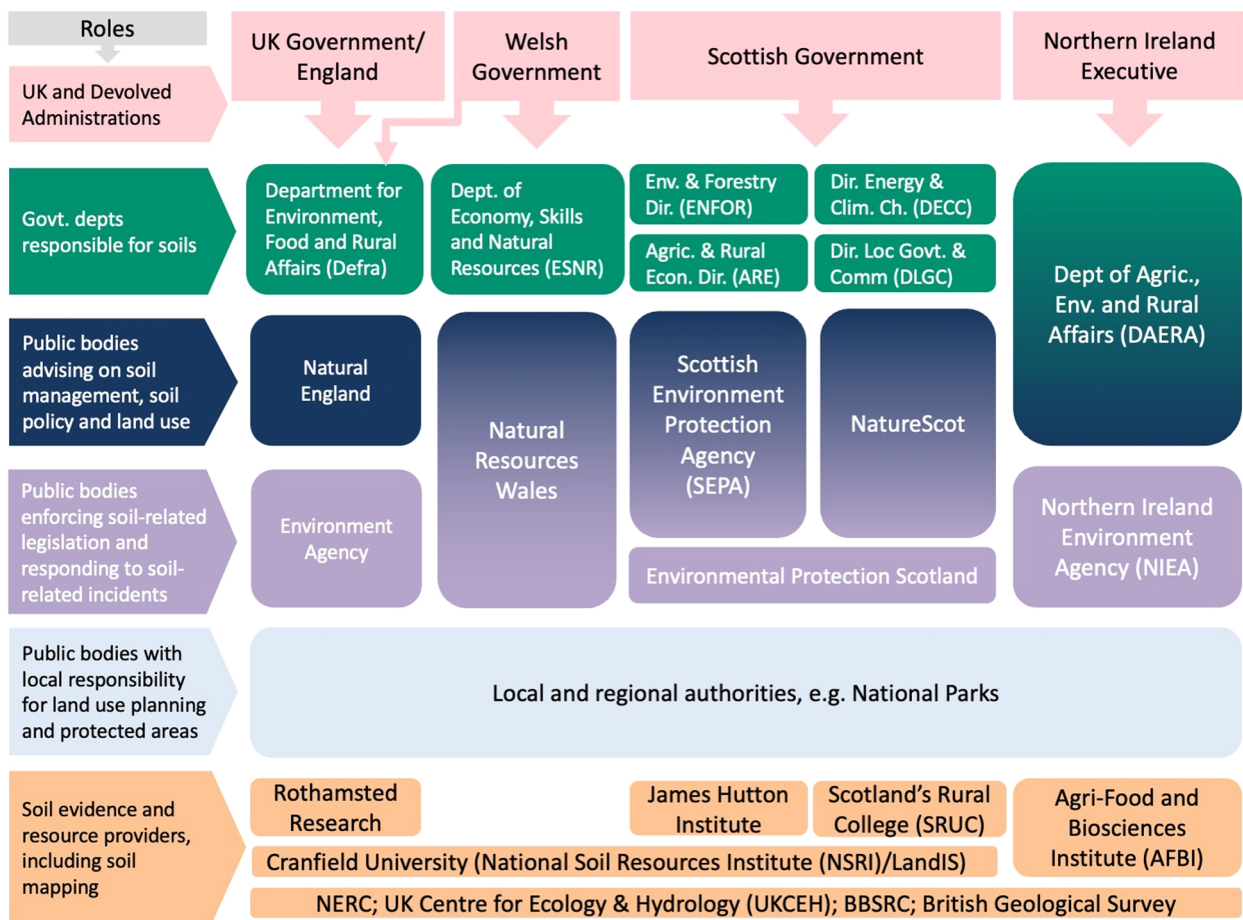 Roles
UK Government/
England
Welsh
Government
Scottish Government
Northern Ireland
Executive
UK and Devolved
Administrations
Govt. depts
responsible for soils
Department for
Environment,
Food and Rural
Affairs (Defra)
Dept. of
Economy, Skills
and Natural
Resources (ESNR)
Env. & Forestry
Dir. (ENFOR)
Dir. Energy &
Clim. Ch. (DECC)
Agric. & Rural
Econ. Dir. (ARE)
Dir. Loc Govt. &
Comm (DLGC)
Dept of Agric.,
Env. and Rural
Affairs (DAERA)
Public bodies
advising on soil
management, soil
policy and land use
Natural
England
Natural
Resources
Wales
Scottish
Environment
Protection
Agency
(SEPA)
NatureScot
Public bodies
enforcing soil-related
legislation and
responding to soil-
related incidents
Environment
Agency
Environmental Protection Scotland
Northern Ireland
Environment
Agency (NIEA)
Public bodies with
local responsibility
for land use planning
and protected areas
Local and regional authorities, e.g. National Parks
Soil evidence and
resource providers,
including soil
mapping
Rothamsted
Research
James Hutton
Institute
Scotland's Rural
College (SRUC)
Agri-Food and
Biosciences
Institute (AFBI)
Cranfield University (National Soil Resources Institute (NSRI)/LandIS)
NERC; UK Centre for Ecology & Hydrology (UKCEH); BBSRC; British Geological Survey